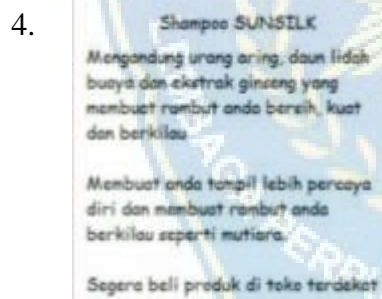 4.
Shampoo SUNSILK
Mengandung urang aring, daun lidah
buaya dan ekstrak ginseng yang
membuat rambut anda bersih, kuat
dan berkilau
Membuat anda tampil lebih percaya
diri dan membuat rambut anda
berkilau seperti mutiara.
Segera beli produk di toko terdekat